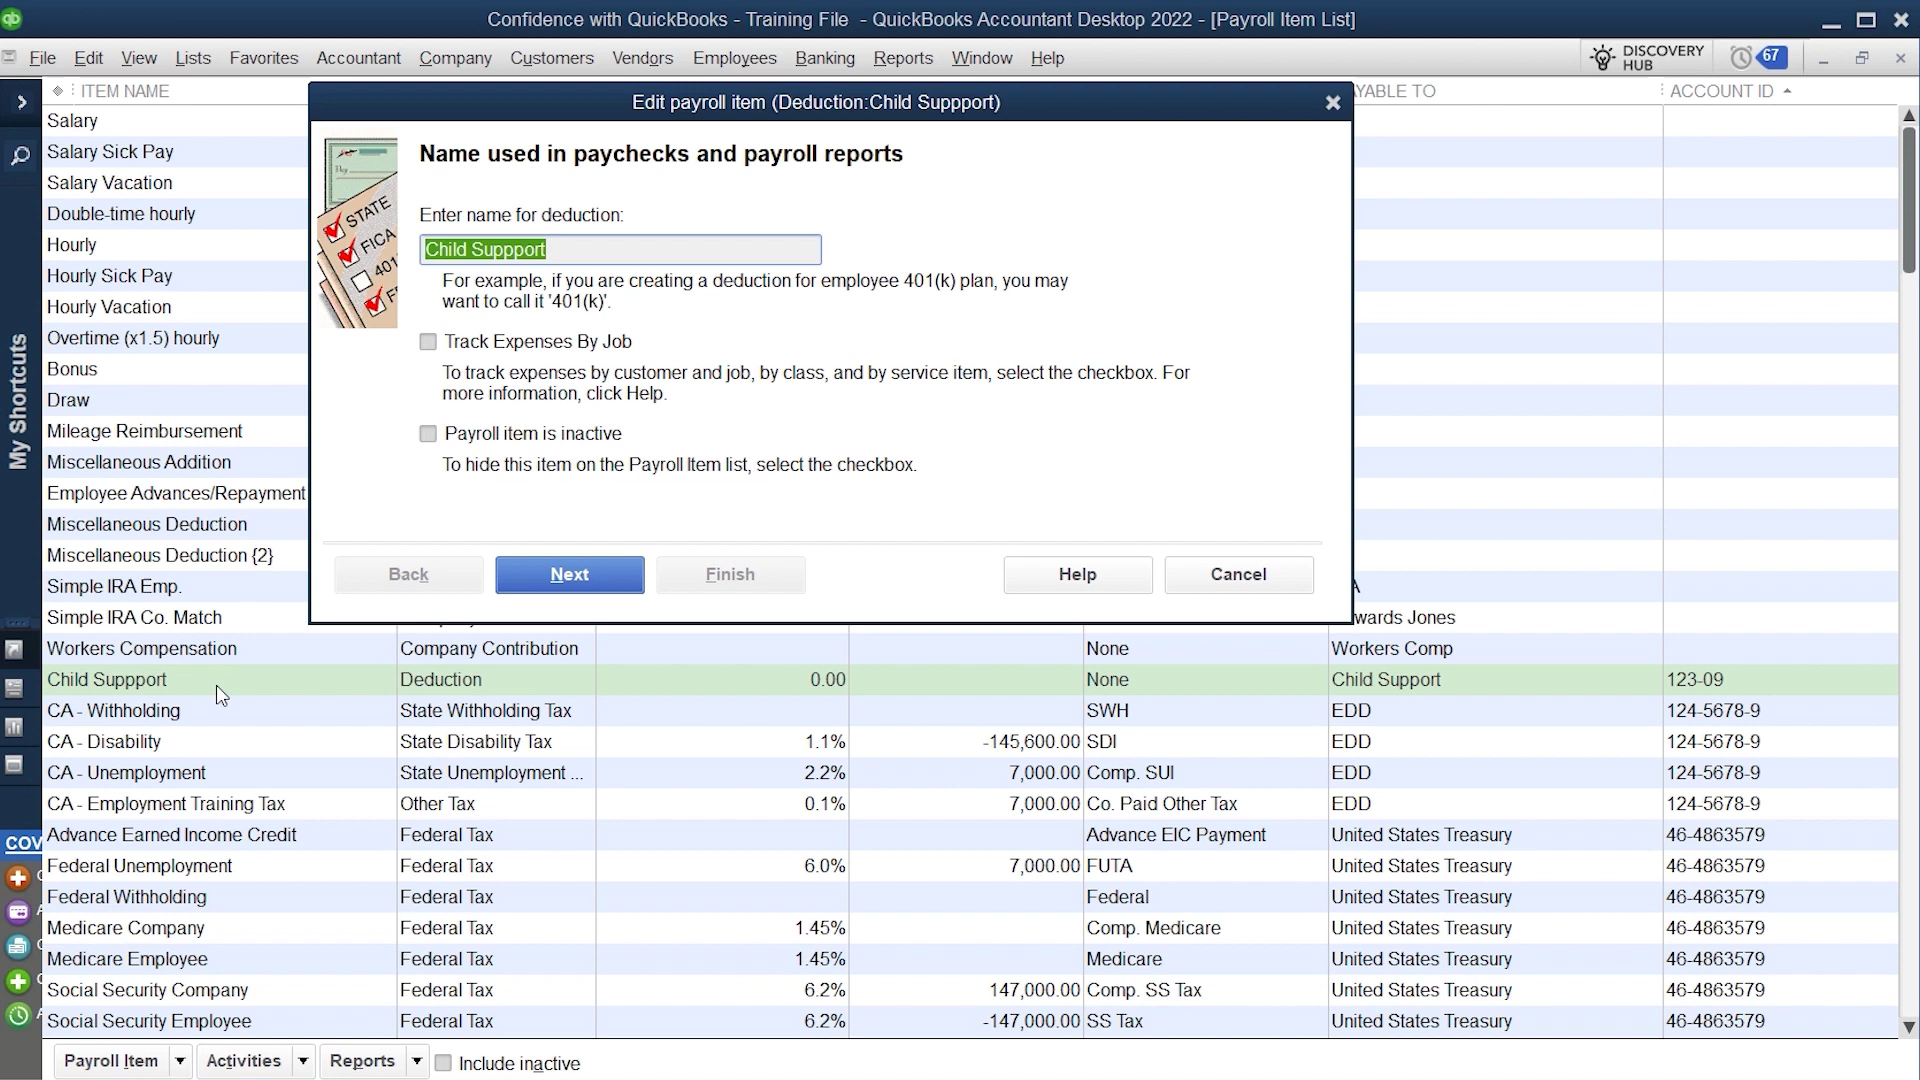 qb
Confidence with QuickBooks - Training File - QuickBooks Accountant Desktop 2022 - [Payroll Item List]
File Edit View Lists Favorites Accountant Company Customers Vendors Employees Banking Reports Window Help
DISCOVERY
HUB
67
ITEM NAME
YABLE TO
ACCOUNT ID
My Shortcuts
Edit payroll item (Deduction:Child Suppport)
Name used in paychecks and payroll reports
STATE
FICA
401
Enter name for deduction:
Child Suppport
For example, if you are creating a deduction for employee 401(k) plan, you may
want to call it '401(k)'.
Track Expenses By Job
To track expenses by customer and job, by class, and by service item, select the checkbox. For
more information, click Help.
Payroll item is inactive
To hide this item on the Payroll Item list, select the checkbox.
Back Next Finish Help Cancel
Salary
Salary Sick Pay
Salary Vacation
Double-time hourly
Hourly
Hourly Sick Pay
Hourly Vacation
Overtime (x1.5) hourly
Bonus
Draw
Mileage Reimbursement
Miscellaneous Addition
Employee Advances/Repayment
Miscellaneous Deduction
Miscellaneous Deduction {2}
Simple IRA Emp.
Simple IRA Co. Match wards Jones
Workers Compensation Company Contribution None Workers Comp
Child Suppport Deduction 0.00 None Child Support 123-09
CA - Withholding State Withholding Tax SWH EDD 124-5678-9
CA - Disability State Disability Tax 1.1% -145,600.00 SDI EDD 124-5678-9
CA - Unemployment State Unemployment ... 2.2% 7,000.00 Comp. SUI EDD 124-5678-9
CA - Employment Training Tax Other Tax 0.1% 7,000.00 Co. Paid Other Tax EDD 124-5678-9
Advance Earned Income Credit Federal Tax Advance EIC Payment United States Treasury 46-4863579
Federal Unemployment Federal Tax 6.0% 7,000.00 FUTA United States Treasury 46-4863579
Federal Withholding Federal Tax Federal United States Treasury 46-4863579
Medicare Company Federal Tax 1.45% Comp. Medicare United States Treasury 46-4863579
Medicare Employee Federal Tax 1.45% Medicare United States Treasury 46-4863579
Social Security Company Federal Tax 6.2% 147,000.00 Comp. SS Tax United States Treasury 46-4863579
Social Security Employee Federal Tax 6.2% -147,000.00 SS Tax United States Treasury 46-4863579
COV
Payroll Item Activities Reports Include inactive